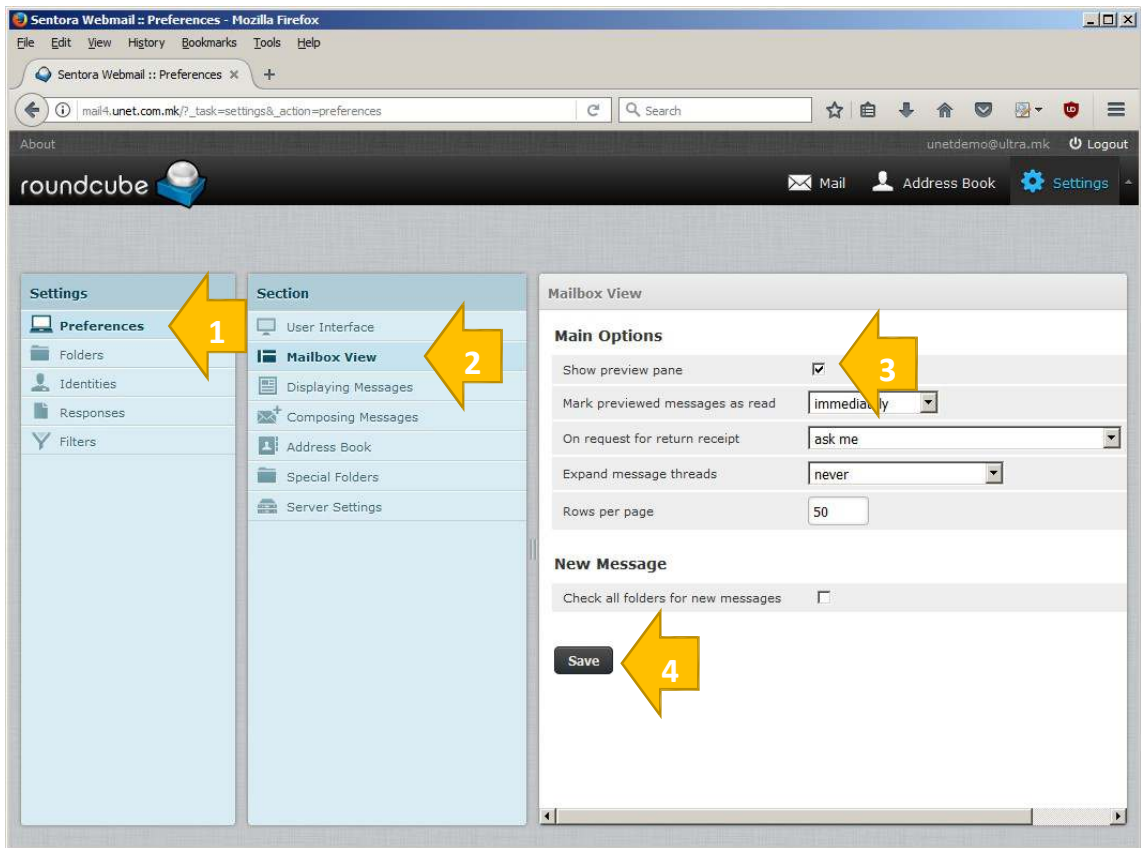 Sentora Webmail :: Preferences - Mozilla Firefox
File Edit View History Bookmarks Tools Help
Sentora Webmail :: Preferences × +
mail4.unet.com.mk/?_task=settings&_action=preferences Search
About unetdemo@ultra.mk Logout
roundcube Mail Address Book Settings
Settings
Preferences
Folders
Identities
Responses
Filters
1
Section
User Interface
Mailbox View
Displaying Messages
Composing Messages
Address Book
Special Folders
Server Settings
2
Mailbox View
Main Options
Show preview pane
3
Mark previewed messages as read immediately
On request for return receipt ask me
Expand message threads never
Rows per page 50
New Message
Check all folders for new messages
Save
4